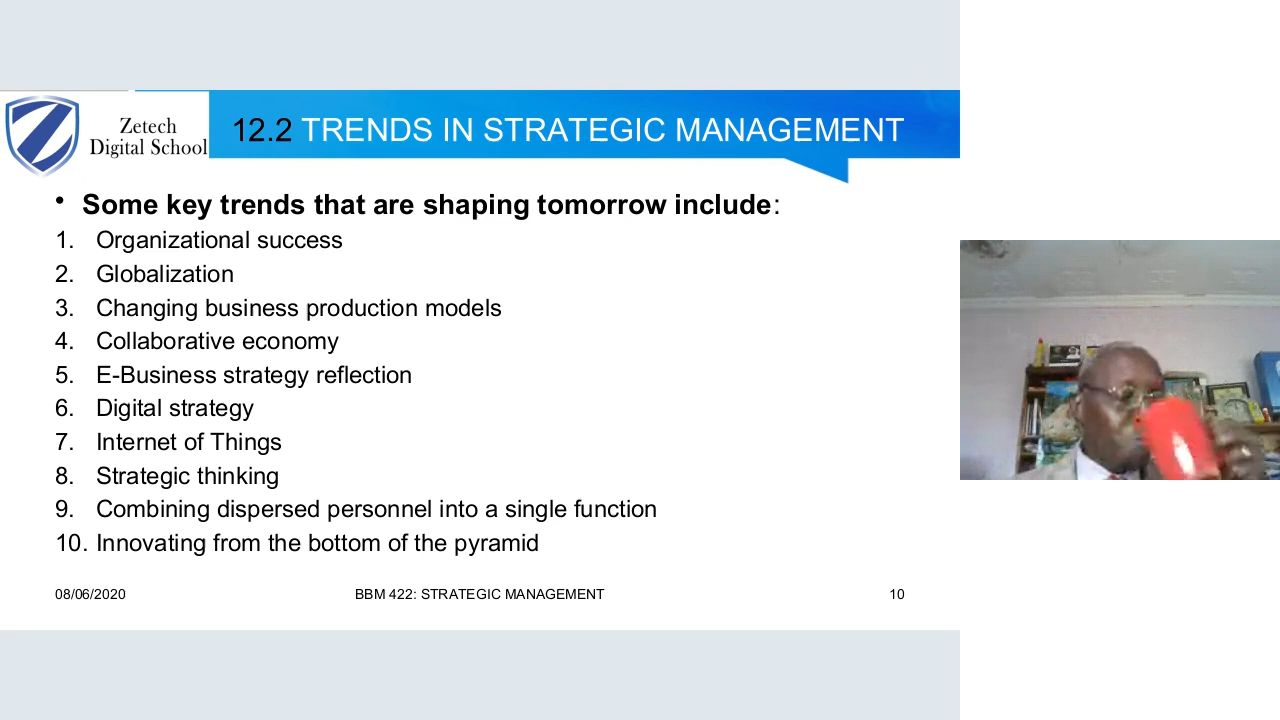 Zetech
Digital School
12.2 TRENDS IN STRATEGIC MANAGEMENT
• Some key trends that are shaping tomorrow include:
1. Organizational success
2. Globalization
3. Changing business production models
4. Collaborative economy
5. E-Business strategy reflection
6. Digital strategy
7. Internet of Things
8. Strategic thinking
9. Combining dispersed personnel into a single function
10. Innovating from the bottom of the pyramid
08/06/2020 BBM 422: STRATEGIC MANAGEMENT 10